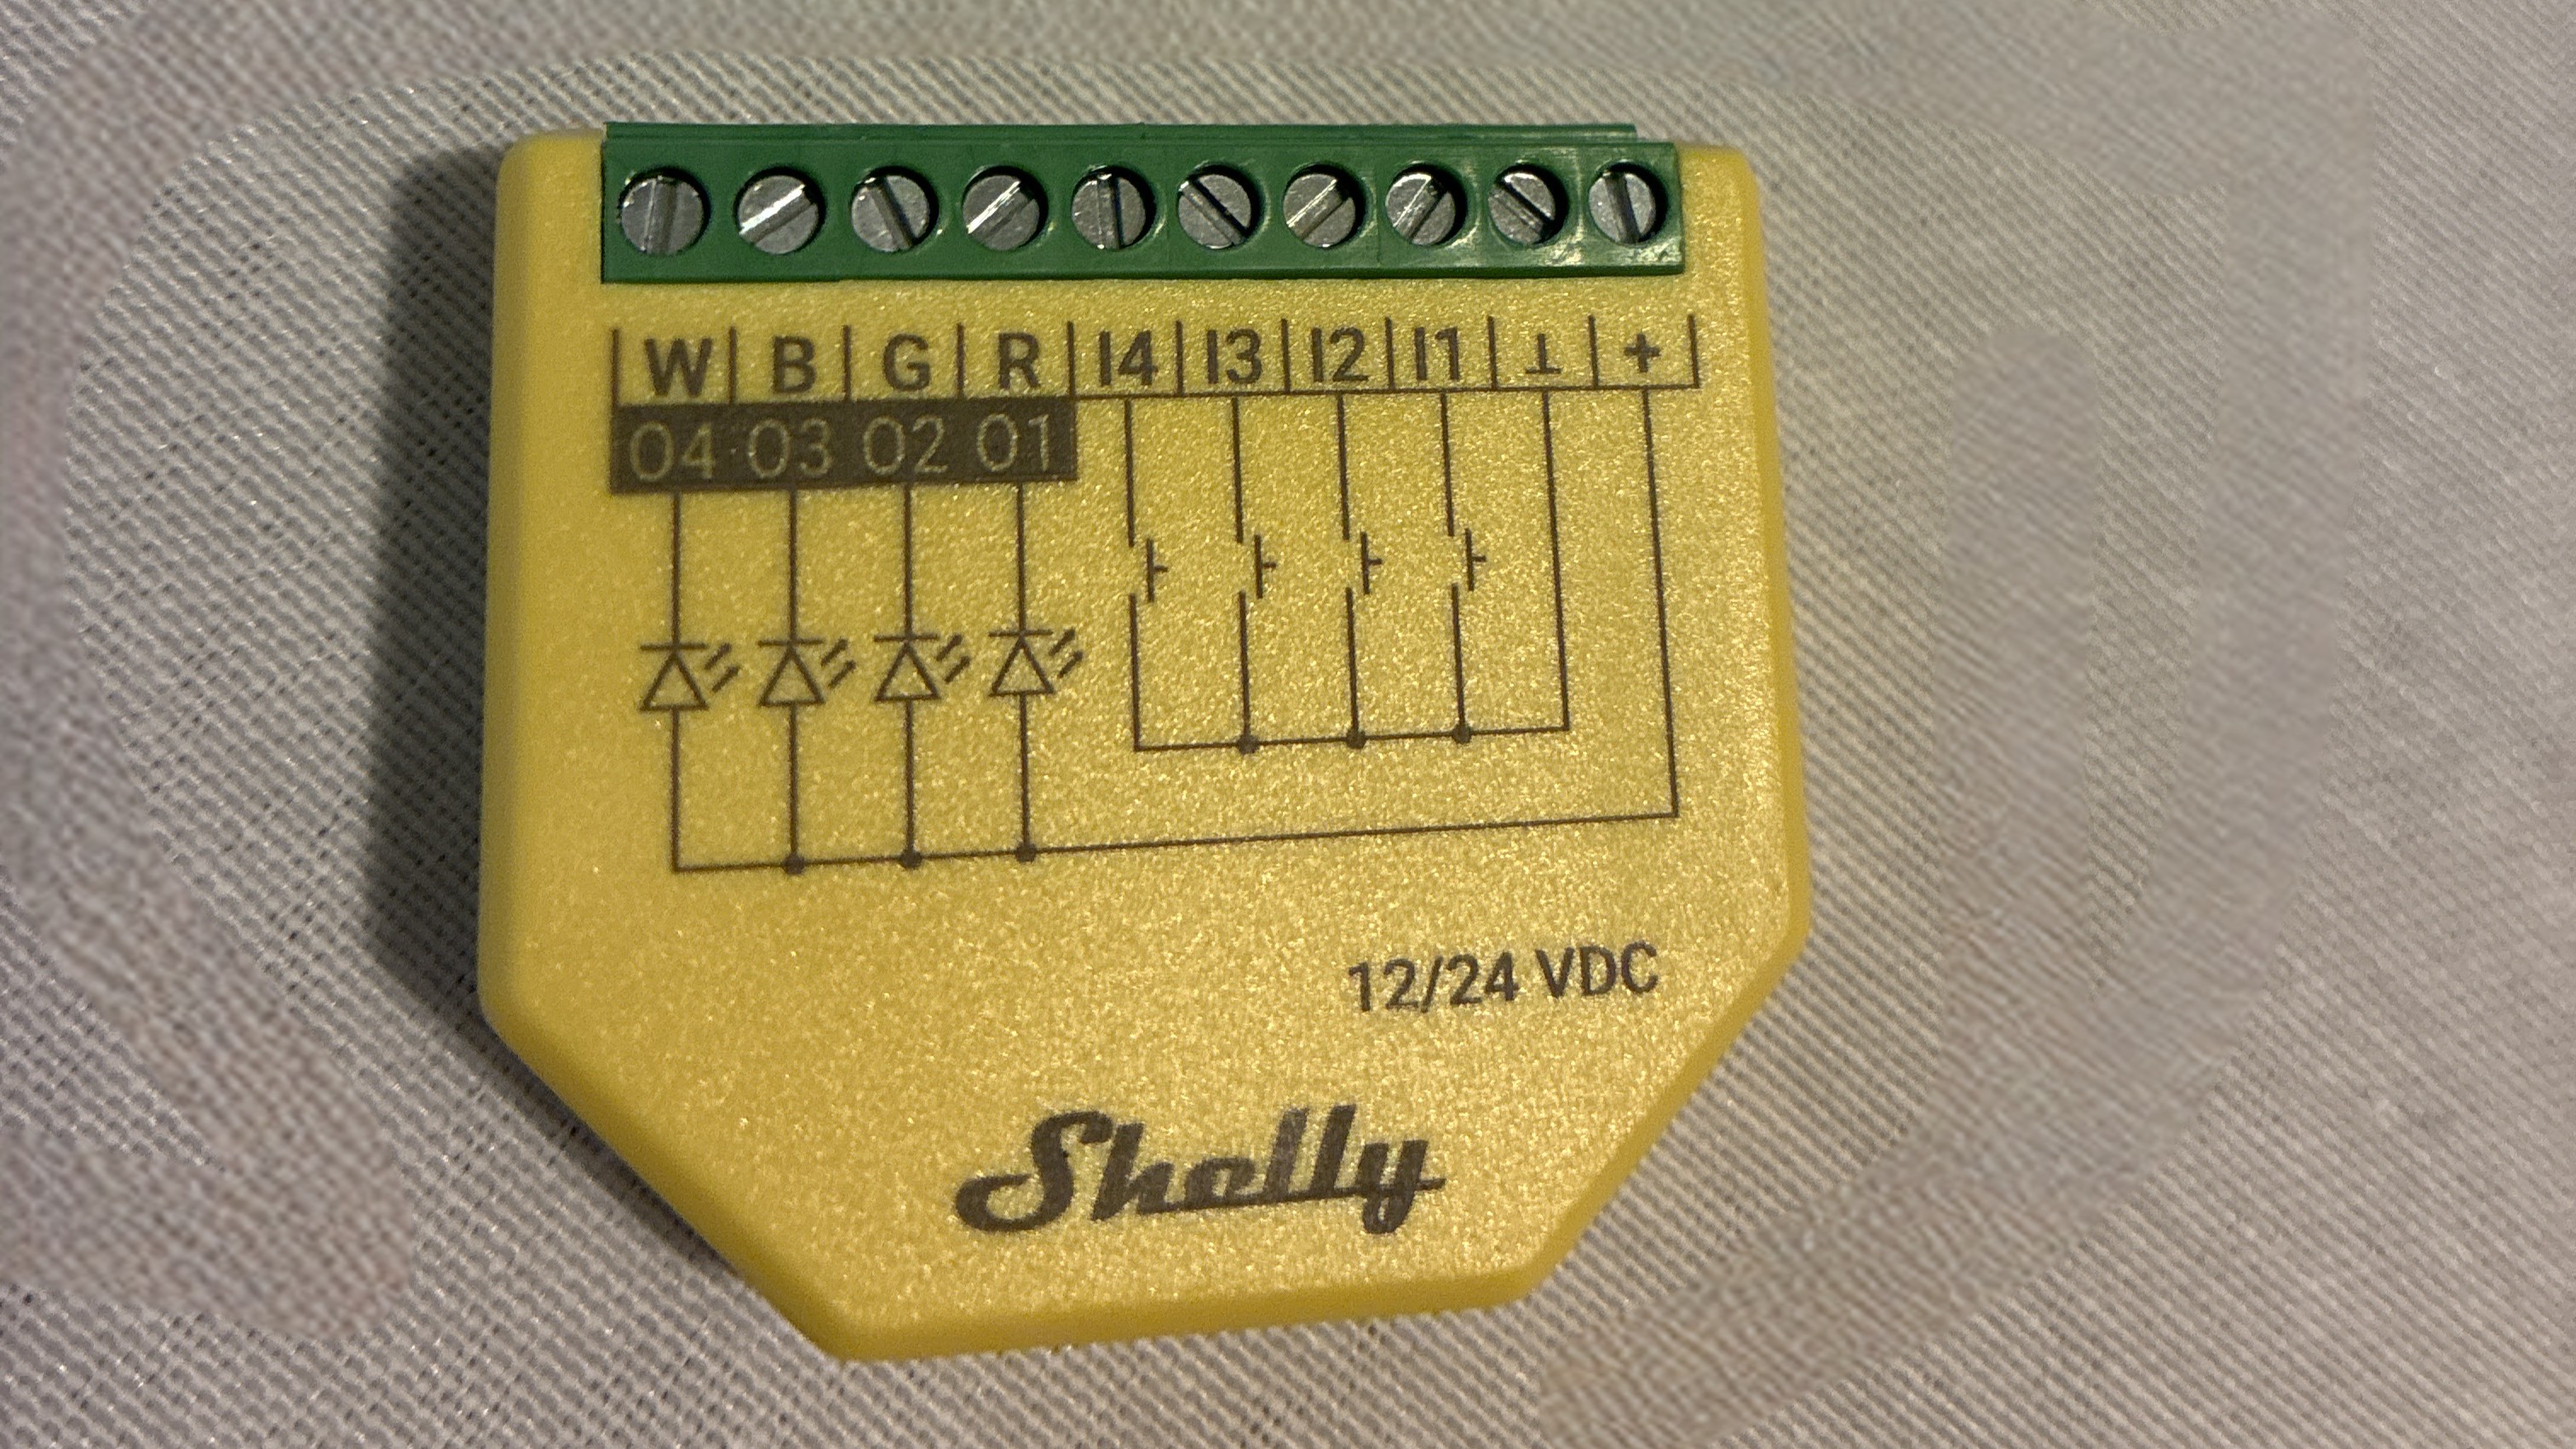 W B G R I4 I3 I2 I1 ⊥ +
04 03 02 01
12/24 VDC
Shelly